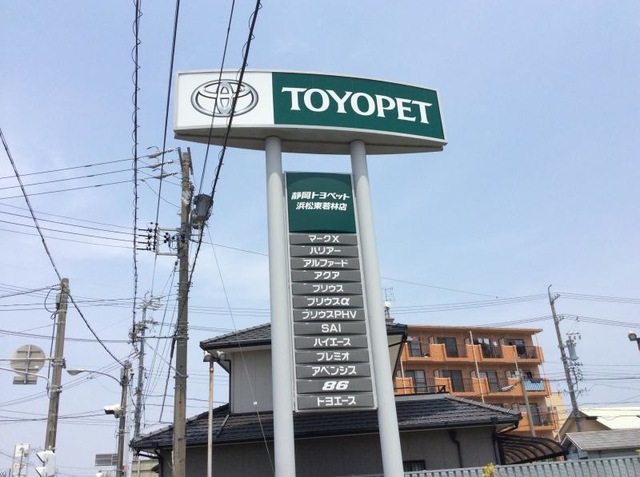 TOYOPET
静岡トヨペット
浜松東若林店
マークX
ハリアー
アルファード
アクア
プリウス
プリウスα
プリウスPHV
SAI
ハイエース
プレミオ
アベンシス
86
トヨエース